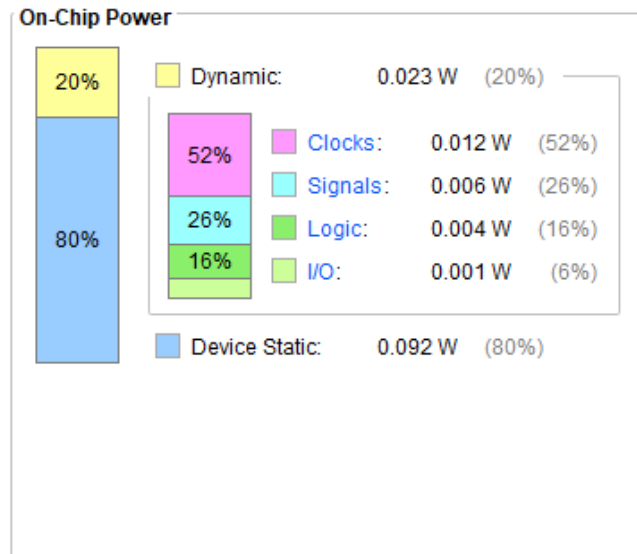 On-Chip Power
20%
80%
Dynamic: 0.023 W (20%)
52%
26%
16%
Clocks: 0.012 W (52%)
Signals: 0.006 W (26%)
Logic: 0.004 W (16%)
I/O: 0.001 W (6%)
Device Static: 0.092 W (80%)